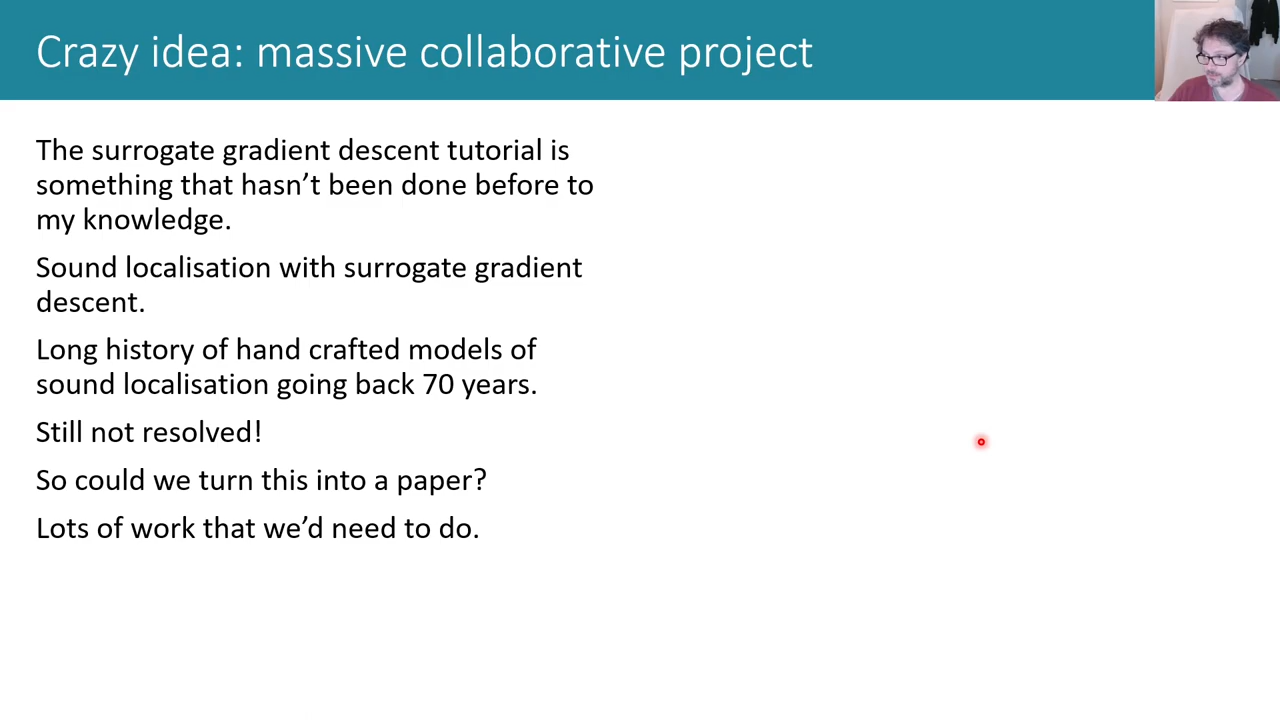 Crazy idea: massive collaborative project
The surrogate gradient descent tutorial is
something that hasn’t been done before to
my knowledge.
Sound localisation with surrogate gradient
descent.
Long history of hand crafted models of
sound localisation going back 70 years.
Still not resolved!
So could we turn this into a paper?
Lots of work that we’d need to do.